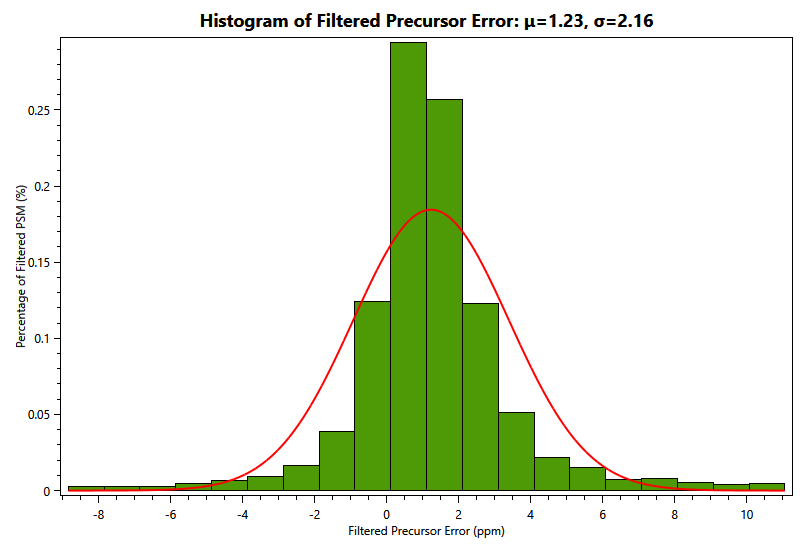 Histogram of Filtered Precursor Error: μ=1.23, σ=2.16
Percentage of Filtered PSM (%)
0.25
0.2
0.15
0.1
0.05
0
-8 -6 -4 -2 0 2 4 6 8 10
Filtered Precursor Error (ppm)